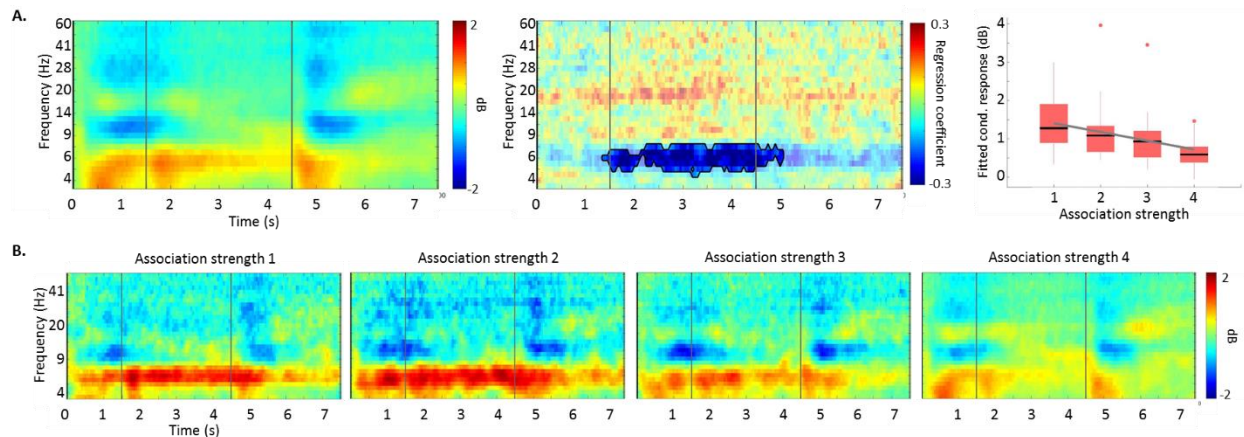 A.
60
41
28
20
14
9
6
4
Frequency (Hz)
1 2 3 4 5 6 7
0
Time (s)
2
-2
dB
60
41
28
20
14
9
6
4
Frequency (Hz)
0 1 2 3 4 5 6 7
0.3
-0.3
Regression coefficient
Fitted cond. response (dB)
4
3
2
1
0
1 2 3 4
Association strength
B.
Association strength 1
Association strength 2
Association strength 3
Association strength 4
Frequency (Hz)
41
20
9
4
0 1 2 3 4 5 6 7
Time (s)
0 1 2 3 4 5 6 7
0 1 2 3 4 5 6 7
1 2 3 4 5 6 7
2
-2
dB